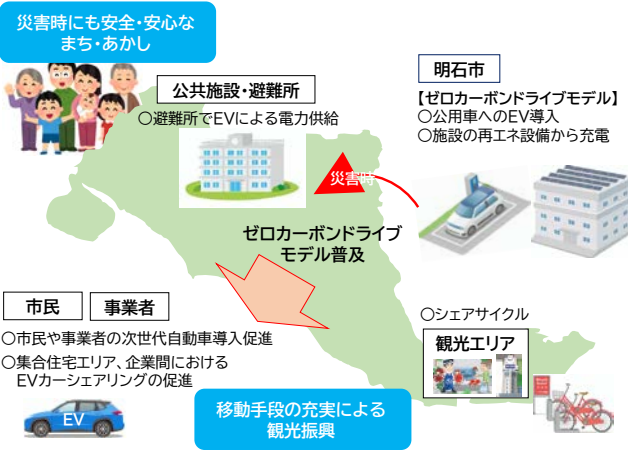 災害時にも安全・安心な
まち・あかし
公共施設・避難所
○避難所でEVによる電力供給
明石市
【ゼロカーボンドライブモデル】
○公用車へのEV導入
○施設の再エネ設備から充電
災害時
ゼロカーボンドライブ
モデル普及
市民
事業者
○市民や事業者の次世代自動車導入促進
○集合住宅エリア、企業間における
EVカーシェアリングの促進
EV
○シェアサイクル
観光エリア
移動手段の充実による
観光振興